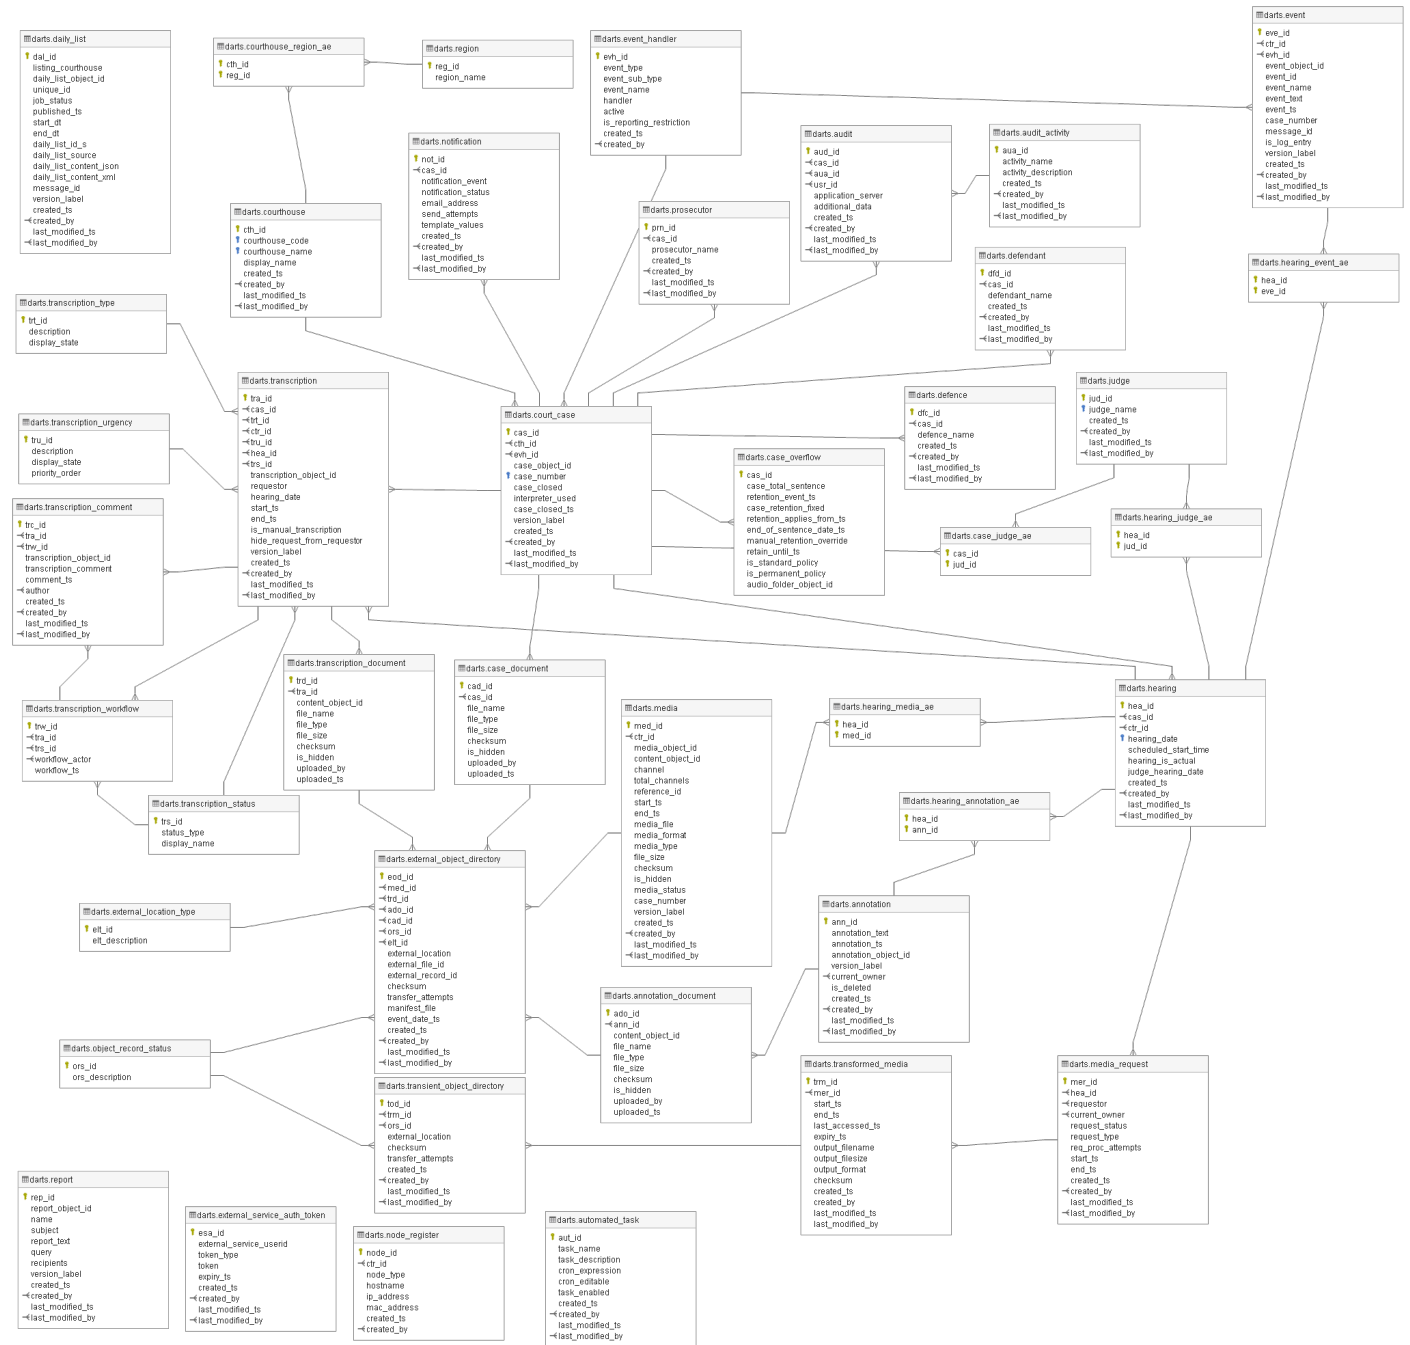 darts.daily_list
dal_id
listing_courthouse
daily_list_object_id
unique_id
job_status
published_ts
start_dt
end_dt
daily_list_id_s
daily_list_source
daily_list_content_json
daily_list_content_xml
message_id
version_label
created_ts
created_by
last_modified_ts
last_modified_by
darts.courthouse_region_ae
cth_id
reg_id
darts.region
reg_id
region_name
darts.event_handler
evh_id
event_type
event_sub_type
event_name
handler
active
is_reporting_restriction
created_ts
created_by
darts.event
eve_id
ctr_id
evh_id
event_object_id
event_id
event_name
event_text
event_ts
case_number
message_id
is_log_entry
version_label
created_ts
created_by
last_modified_ts
last_modified_by
darts.notification
not_id
cas_id
notification_event
notification_status
email_address
send_attempts
template_values
created_ts
created_by
last_modified_ts
last_modified_by
darts.audit
aud_id
cas_id
aua_id
usr_id
application_server
additional_data
created_ts
created_by
last_modified_ts
last_modified_by
darts.audit_activity
aua_id
activity_name
activity_description
created_ts
created_by
last_modified_ts
last_modified_by
darts.courthouse
cth_id
courthouse_code
courthouse_name
display_name
created_ts
created_by
last_modified_ts
last_modified_by
darts.prosecutor
prn_id
cas_id
prosecutor_name
created_ts
created_by
last_modified_ts
last_modified_by
darts.defendant
dfd_id
cas_id
defendant_name
created_ts
created_by
last_modified_ts
last_modified_by
darts.hearing_event_ae
hea_id
eve_id
darts.transcription_type
trt_id
description
display_state
darts.transcription
tra_id
cas_id
trt_id
ctr_id
tru_id
hea_id
trs_id
transcription_object_id
requestor
hearing_date
start_ts
end_ts
is_manual_transcription
hide_request_from_requestor
version_label
created_ts
created_by
last_modified_ts
last_modified_by
darts.court_case
cas_id
cth_id
evh_id
case_object_id
case_number
case_closed
interpreter_used
case_closed_ts
version_label
created_ts
created_by
last_modified_ts
last_modified_by
darts.defence
dfc_id
cas_id
defence_name
created_ts
created_by
last_modified_ts
last_modified_by
darts.judge
jud_id
judge_name
created_ts
created_by
last_modified_ts
last_modified_by
darts.transcription_urgency
tru_id
description
display_state
priority_order
darts.case_overflow
cas_id
case_total_sentence
retention_event_ts
case_retention_fixed
retention_applies_from_ts
end_of_sentence_date_ts
manual_retention_override
retain_until_ts
is_standard_policy
is_permanent_policy
audio_folder_object_id
darts.transcription_comment
trc_id
tra_id
trw_id
transcription_object_id
transcription_comment
comment_ts
author
created_ts
created_by
last_modified_ts
last_modified_by
darts.case_judge_ae
cas_id
jud_id
darts.hearing_judge_ae
hea_id
jud_id
darts.transcription_document
trd_id
tra_id
content_object_id
file_name
file_type
file_size
checksum
is_hidden
uploaded_by
uploaded_ts
darts.case_document
cad_id
cas_id
file_name
file_type
file_size
checksum
is_hidden
uploaded_by
uploaded_ts
darts.hearing
hea_id
cas_id
ctr_id
hearing_date
scheduled_start_time
hearing_is_actual
judge_hearing_date
created_ts
created_by
last_modified_ts
last_modified_by
darts.transcription_workflow
trw_id
tra_id
trs_id
workflow_actor
workflow_ts
darts.media
med_id
ctr_id
media_object_id
content_object_id
channel
total_channels
reference_id
start_ts
end_ts
media_file
media_format
media_type
file_size
checksum
is_hidden
media_status
case_number
version_label
created_ts
created_by
last_modified_ts
last_modified_by
darts.hearing_media_ae
hea_id
med_id
darts.transcription_status
trs_id
status_type
display_name
darts.hearing_annotation_ae
hea_id
ann_id
darts.external_object_directory
eod_id
med_id
trd_id
ado_id
cad_id
ors_id
elt_id
external_location
external_file_id
external_record_id
checksum
transfer_attempts
manifest_file
event_date_ts
created_ts
created_by
last_modified_ts
last_modified_by
darts.external_location_type
elt_id
elt_description
darts.annotation
ann_id
annotation_text
annotation_ts
annotation_object_id
version_label
current_owner
is_deleted
created_ts
created_by
last_modified_ts
last_modified_by
darts.annotation_document
ado_id
ann_id
content_object_id
file_name
file_type
file_size
checksum
is_hidden
uploaded_by
uploaded_ts
darts.object_record_status
ors_id
ors_description
darts.transformed_media
trm_id
mer_id
start_ts
end_ts
last_accessed_ts
expiry_ts
output_filename
output_filesize
output_format
checksum
created_ts
created_by
last_modified_ts
last_modified_by
darts.media_request
mer_id
hea_id
requestor
current_owner
request_status
request_type
req_proc_attempts
start_ts
end_ts
created_ts
created_by
last_modified_ts
last_modified_by
darts.transient_object_directory
tod_id
trm_id
ors_id
external_location
checksum
transfer_attempts
created_ts
created_by
last_modified_ts
last_modified_by
darts.report
rep_id
report_object_id
name
subject
report_text
query
recipients
version_label
created_ts
created_by
last_modified_ts
last_modified_by
darts.external_service_auth_token
esa_id
external_service_userid
token_type
token
expiry_ts
created_ts
created_by
last_modified_ts
last_modified_by
darts.node_register
node_id
ctr_id
node_type
hostname
ip_address
mac_address
created_ts
created_by
darts.automated_task
aut_id
task_name
task_description
cron_expression
cron_editable
task_enabled
created_ts
created_by
last_modified_ts
last_modified_by